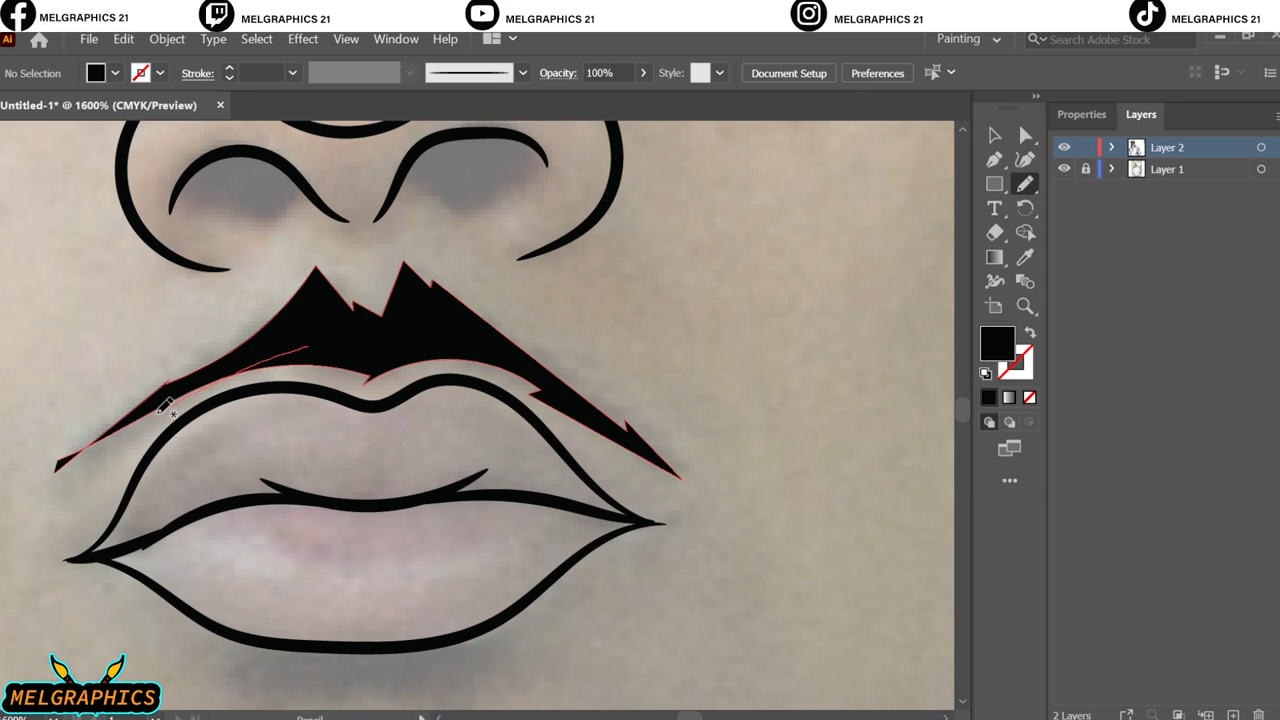 MELGRAPHICS 21
MELGRAPHICS 21
MELGRAPHICS 21
MELGRAPHICS 21
MELGRAPHICS 21
Ai File Edit Object Type Select Effect View Window Help
Painting
Search Adobe Stock
No Selection
Stroke:
Opacity: 100%
Style:
Document Setup
Preferences
Untitled-1* @ 1600% (CMYK/Preview)
Properties Layers
Layer 2
Layer 1
MELGRAPHICS
Pencil
2 Layers